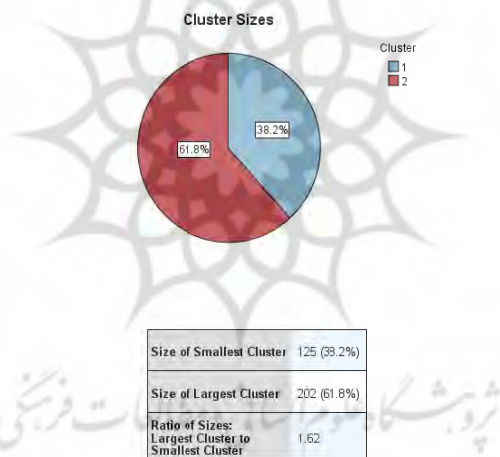 Cluster Sizes
Cluster
1
2
38.2%
61.8%
Size of Smallest Cluster 125 (38.2%)
Size of Largest Cluster 202 (61.8%)
Ratio of Sizes:
Largest Cluster to
Smallest Cluster
1.62